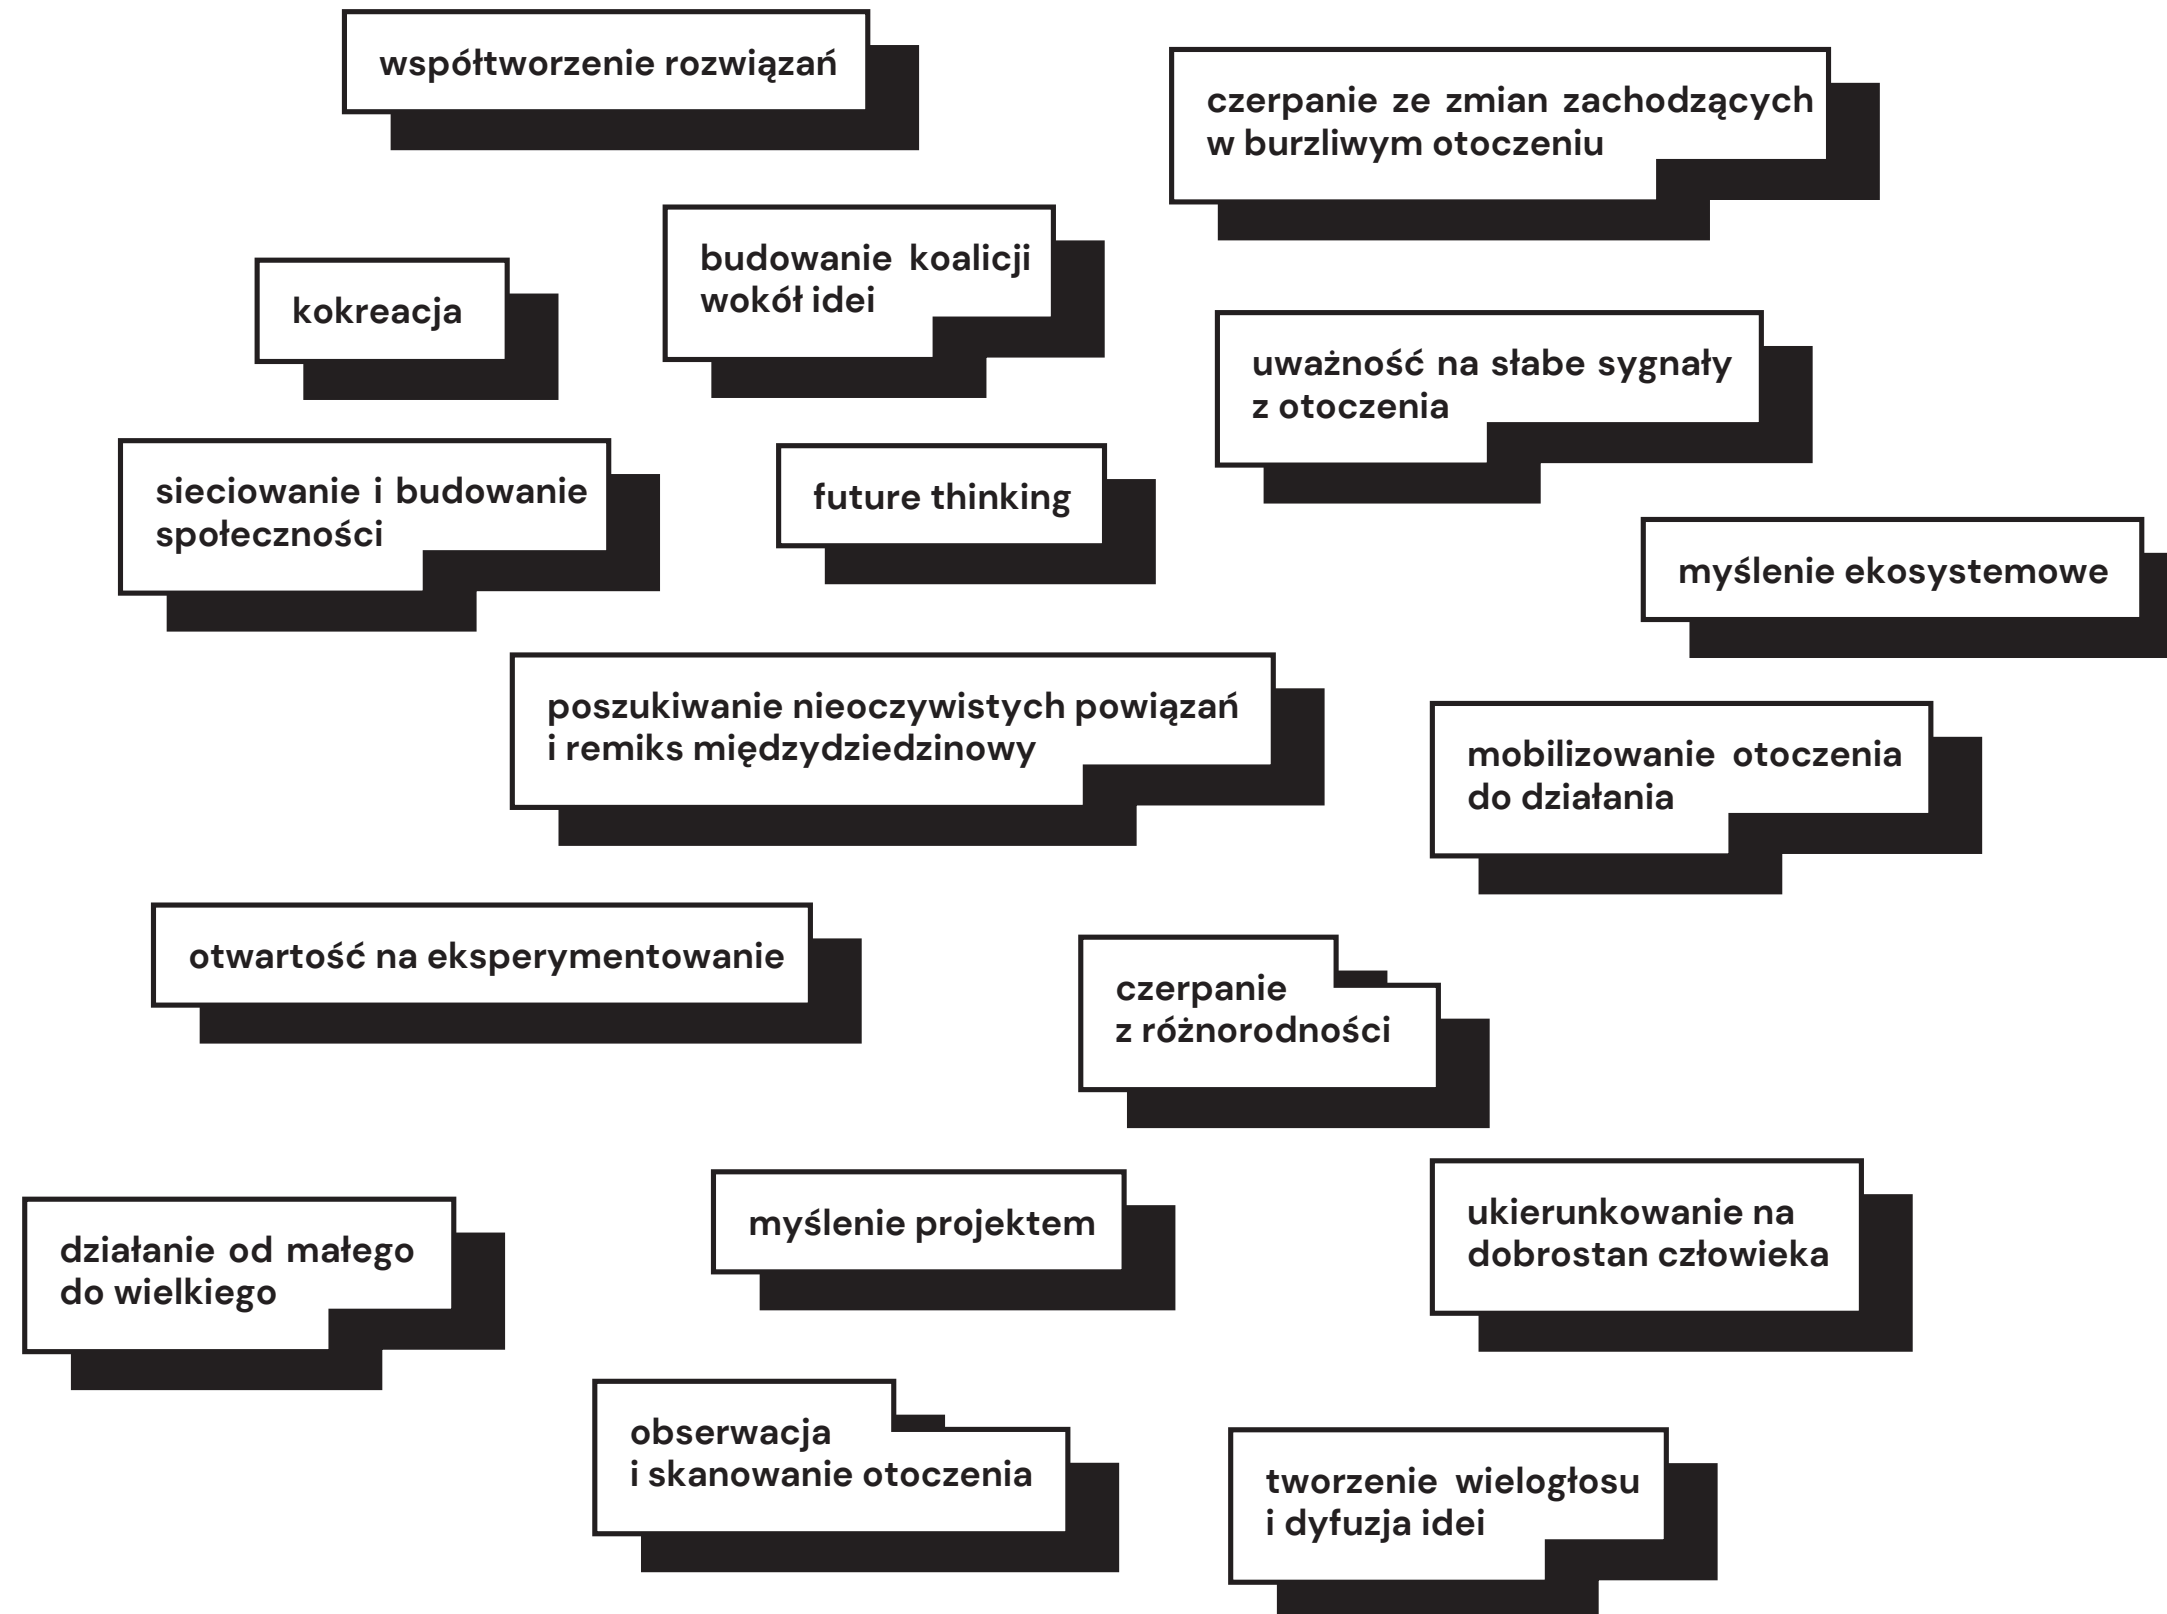 współtworzenie rozwiązań
czerpanie ze zmian zachodzących
w burzliwym otoczeniu
budowanie koalicji
wokół idei
kokreacja
uważność na słabe sygnały
z otoczenia
sieciowanie i budowanie
społeczności
future thinking
myślenie ekosystemowe
poszukiwanie nieoczywistych powiązań
i remiks międzydziedzinowy
mobilizowanie otoczenia
do działania
otwartość na eksperymentowanie
czerpanie
z różnorodności
działanie od małego
do wielkiego
myślenie projektem
ukierunkowanie na
dobrostan człowieka
obserwacja
i skanowanie otoczenia
tworzenie wielogłosu
i dyfuzja idei